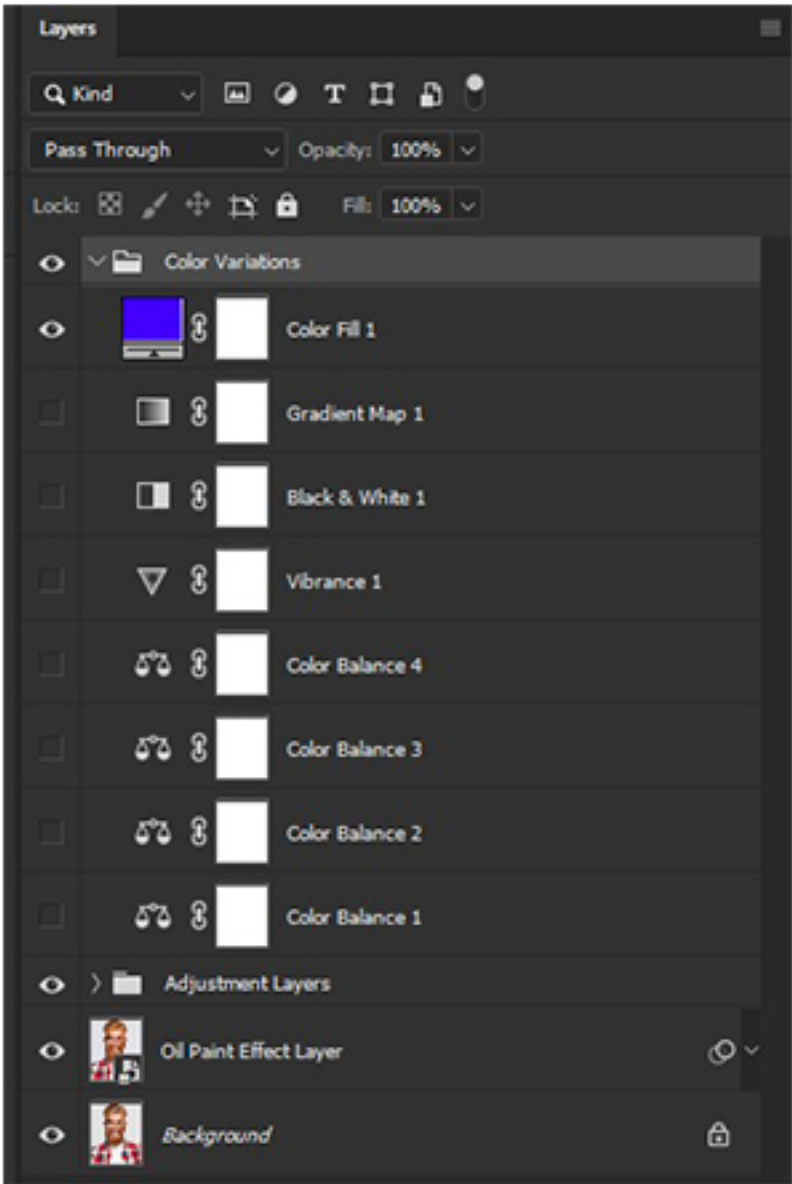 Layers
Kind
Pass Through Opacity: 100%
Lock: Fill: 100%
Color Variations
Color Fill 1
Gradient Map 1
Black & White 1
Vibrance 1
Color Balance 4
Color Balance 3
Color Balance 2
Color Balance 1
Adjustment Layers
Oil Paint Effect Layer
Background